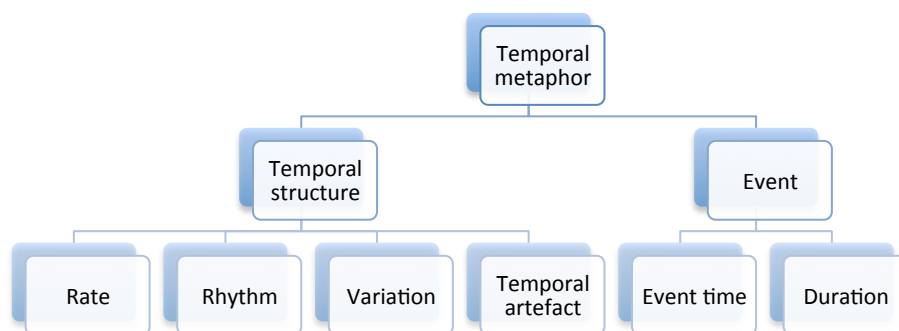 Temporal
metaphor
Temporal
structure
Event
Rate
Rhythm
Variation
Temporal
artefact
Event time
Duration